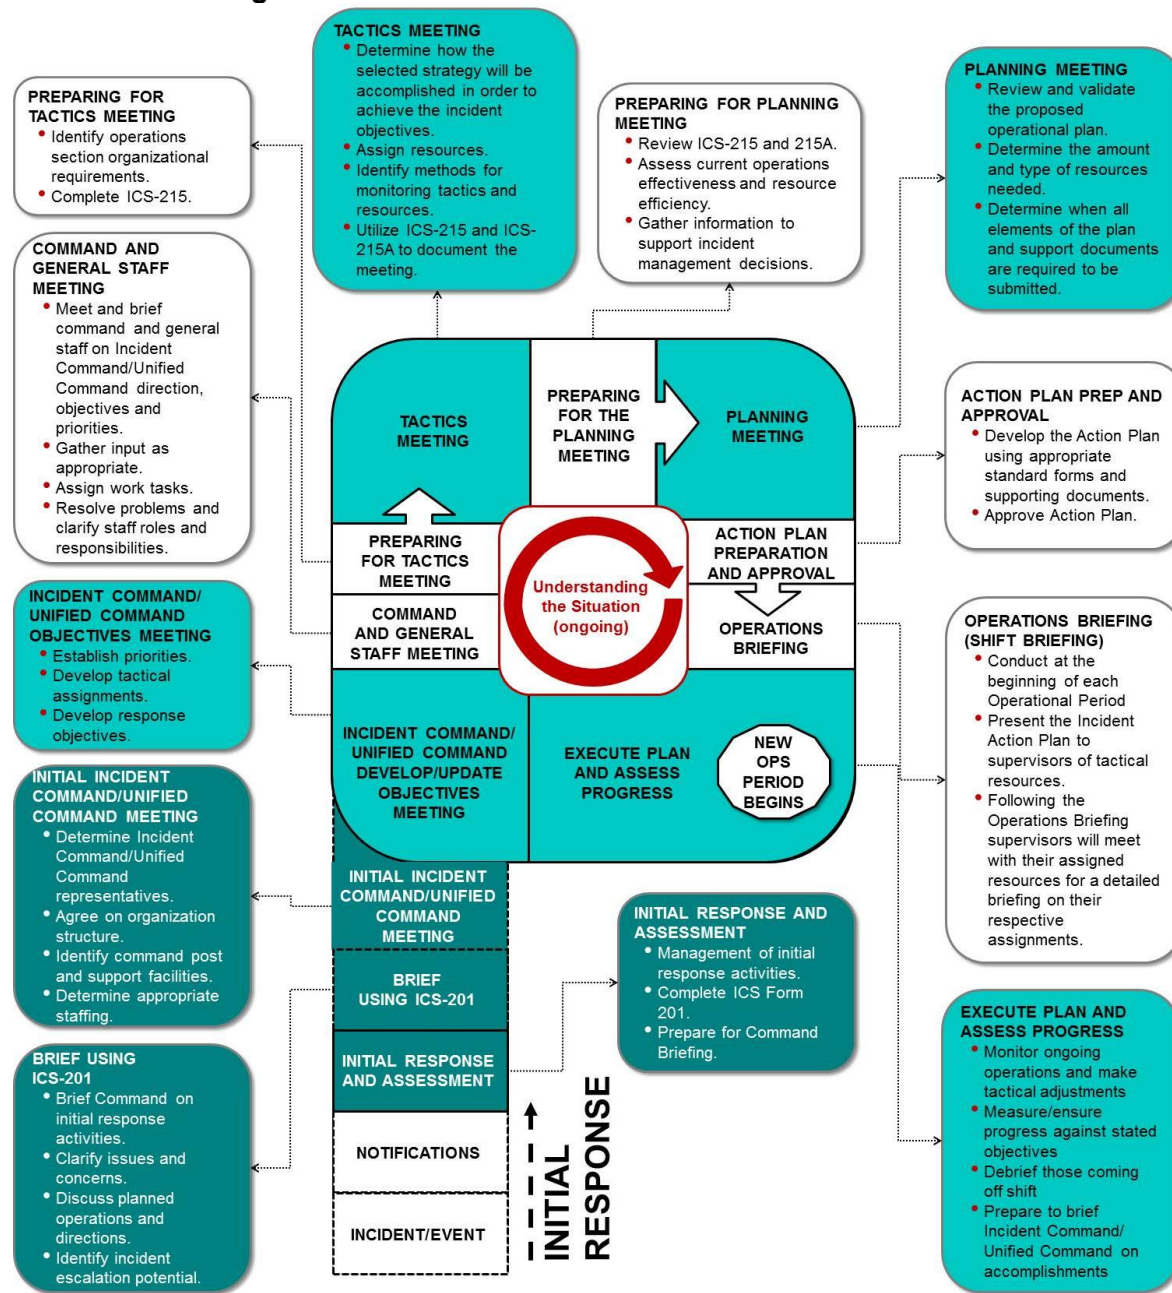 TACTICS MEETING
• Determine how the
selected strategy will be
accomplished in order to
achieve the incident
objectives.
• Assign resources.
• Identify methods for
monitoring tactics and
resources.
• Utilize ICS-215 and ICS-
215A to document the
meeting.
PREPARING FOR
TACTICS MEETING
• Identify operations
section organizational
requirements.
• Complete ICS-215.
PREPARING FOR PLANNING
MEETING
• Review ICS-215 and 215A.
• Assess current operations
effectiveness and resource
efficiency.
• Gather information to
support incident
management decisions.
PLANNING MEETING
• Review and validate
the proposed
operational plan.
• Determine the amount
and type of resources
needed.
• Determine when all
elements of the plan
and support documents
are required to be
submitted.
COMMAND AND
GENERAL STAFF
MEETING
• Meet and brief
command and general
staff on Incident
Command/Unified
Command direction,
objectives and
priorities.
• Gather input as
appropriate.
• Assign work tasks.
• Resolve problems and
clarify staff roles and
responsibilities.
TACTICS
MEETING
PREPARING
FOR THE
PLANNING
MEETING
PLANNING
MEETING
ACTION PLAN PREP AND
APPROVAL
• Develop the Action Plan
using appropriate
standard forms and
supporting documents.
• Approve Action Plan.
PREPARING
FOR TACTICS
MEETING
COMMAND
AND GENERAL
STAFF MEETING
Understanding
the Situation
(ongoing)
ACTION PLAN
PREPARATION
AND APPROVAL
OPERATIONS
BRIEFING
INCIDENT COMMAND/
UNIFIED COMMAND
OBJECTIVES MEETING
• Establish priorities.
• Develop tactical
assignments.
• Develop response
objectives.
INCIDENT COMMAND/
UNIFIED COMMAND
DEVELOP/UPDATE
OBJECTIVES
MEETING
EXECUTE PLAN
AND ASSESS
PROGRESS
NEW
OPS
PERIOD
BEGINS
OPERATIONS BRIEFING
(SHIFT BRIEFING)
• Conduct at the
beginning of each
Operational Period
• Present the Incident
Action Plan to
supervisors of tactical
resources.
• Following the
Operations Briefing
supervisors will meet
with their assigned
resources for a detailed
briefing on their
respective
assignments.
INITIAL INCIDENT
COMMAND/UNIFIED
COMMAND MEETING
• Determine Incident
Command/Unified
Command
representatives.
• Agree on organization
structure.
• Identify command post
and support facilities.
• Determine appropriate
staffing.
INITIAL INCIDENT
COMMAND/UNIFIED
COMMAND
MEETING
BRIEF
USING ICS-201
INITIAL RESPONSE
AND ASSESSMENT
NOTIFICATIONS
INCIDENT/EVENT
INITIAL
RESPONSE
INITIAL RESPONSE AND
ASSESSMENT
• Management of initial
response activities.
• Complete ICS Form
201.
• Prepare for Command
Briefing.
BRIEF USING
ICS-201
• Brief Command on
initial response
activities.
• Clarify issues and
concerns.
• Discuss planned
operations and
directions.
• Identify incident
escalation potential.
EXECUTE PLAN AND
ASSESS PROGRESS
• Monitor ongoing
operations and make
tactical adjustments
• Measure/ensure
progress against stated
objectives
• Debrief those coming
off shift
• Prepare to brief
Incident Command/
Unified Command on
accomplishments